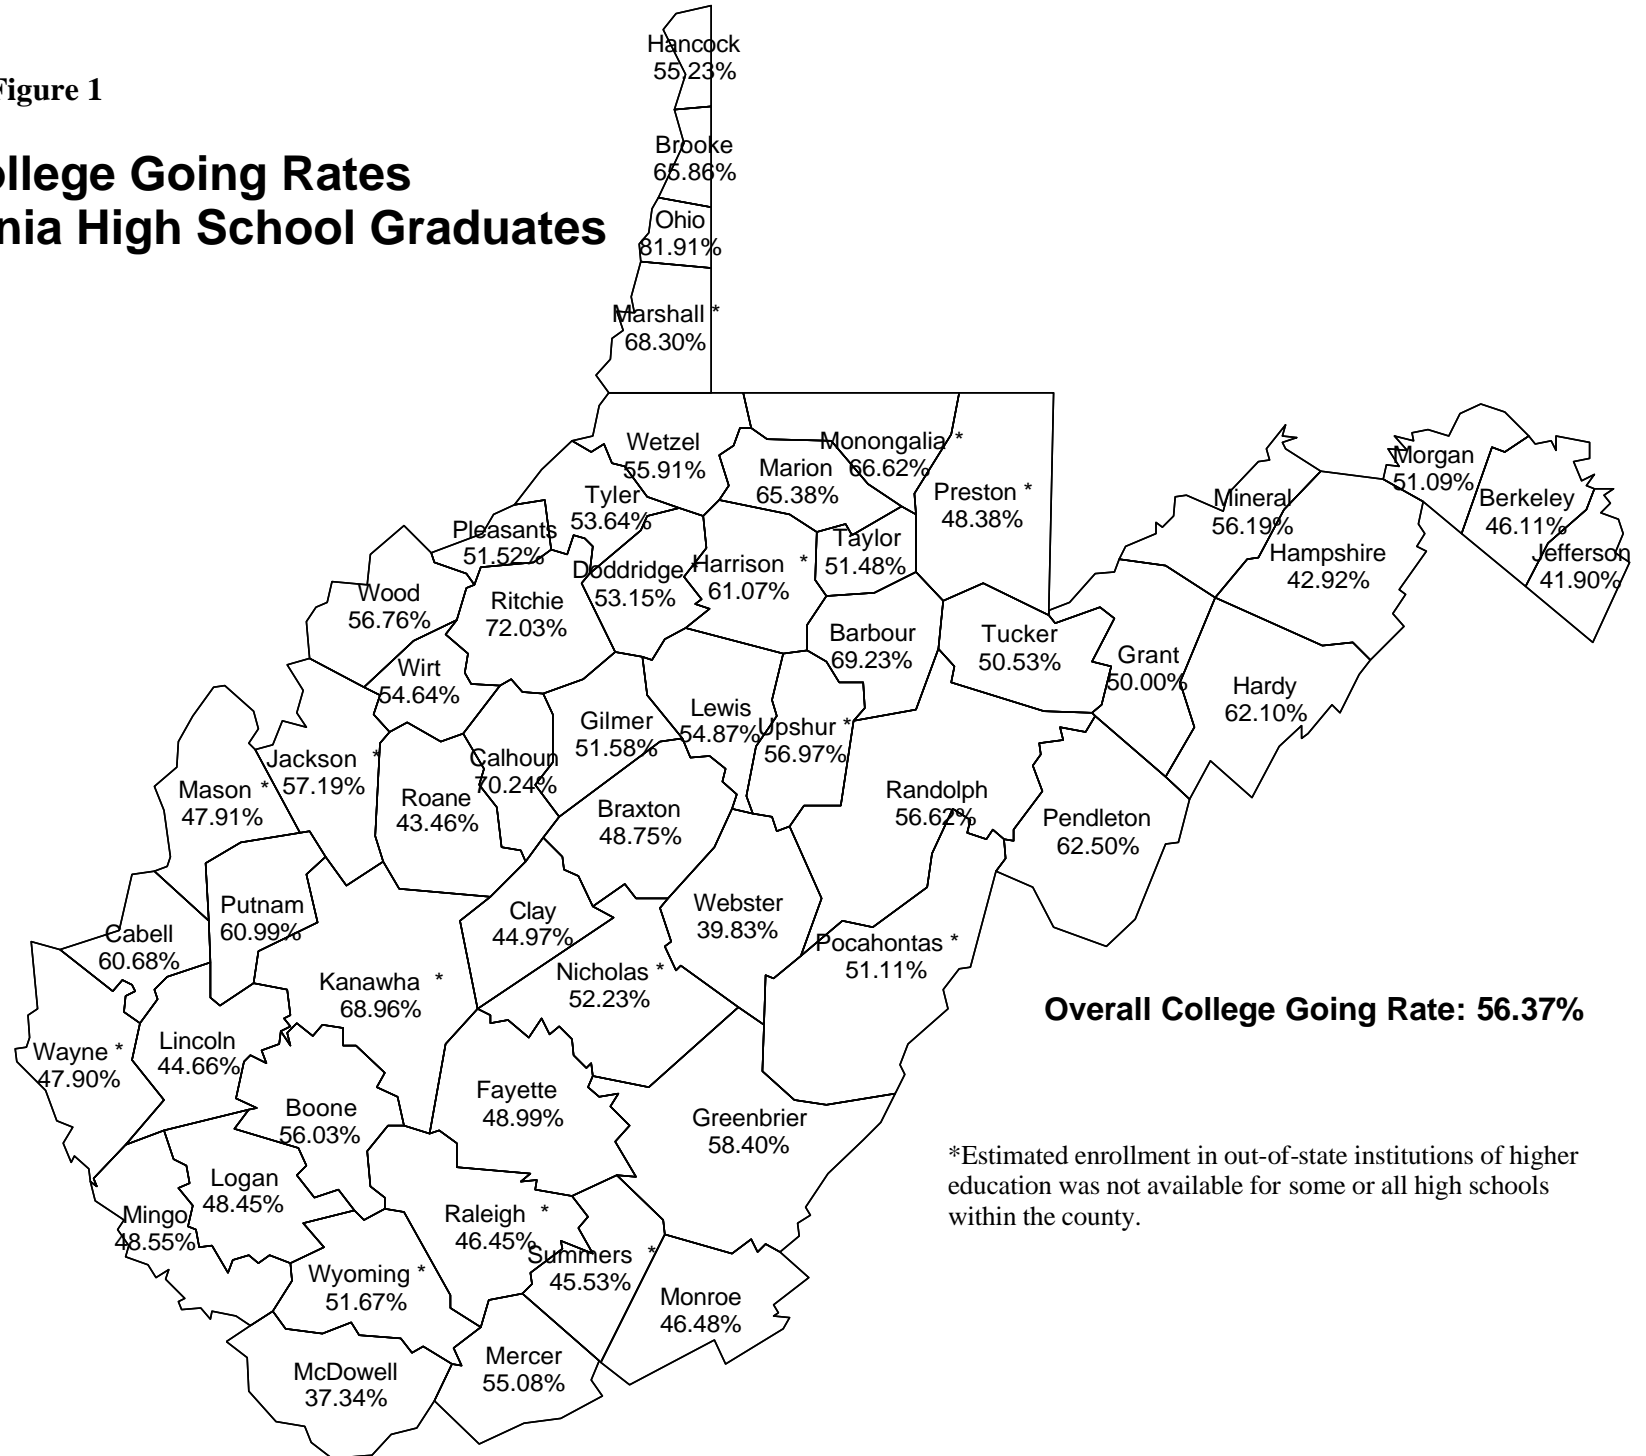 Hancock
55.23%
Figure 1
Brooke
65.86%
ollege Going Rates
nia High School Graduates
Ohio
81.91%
Marshall *
68.30%
Wetzel
55.91%
Monongalia *
66.62%
Marion
65.38%
Morgan
51.09%
Tyler
53.64%
Preston *
48.38%
Mineral
56.19%
Berkeley
46.11%
Pleasants
51.52%
Taylor
51.48%
Hampshire
42.92%
Jefferson
41.90%
Doddridge
53.15%
Harrison *
61.07%
Wood
56.76%
Ritchie
72.03%
Barbour
69.23%
Tucker
50.53%
Grant
50.00%
Wirt
54.64%
Hardy
62.10%
Gilmer
51.58%
Lewis
54.87%
Upshur *
56.97%
Jackson *
57.19%
Calhoun
70.24%
Mason *
47.91%
Roane
43.46%
Braxton
48.75%
Randolph
56.62%
Pendleton
62.50%
Putnam
60.99%
Clay
44.97%
Webster
39.83%
Cabell
60.68%
Pocahontas *
51.11%
Kanawha *
68.96%
Nicholas *
52.23%
Overall College Going Rate: 56.37%
Wayne *
47.90%
Lincoln
44.66%
Fayette
48.99%
Boone
56.03%
Greenbrier
58.40%
*Estimated enrollment in out-of-state institutions of higher
education was not available for some or all high schools
within the county.
Logan
48.45%
Mingo
48.55%
Raleigh *
46.45%
Summers *
45.53%
Wyoming *
51.67%
Monroe
46.48%
McDowell
37.34%
Mercer
55.08%